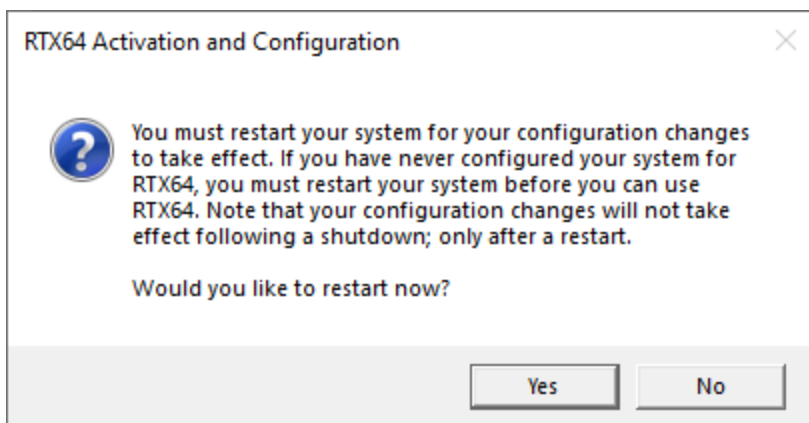 RTX64 Activation and Configuration
You must restart your system for your configuration changes
to take effect. If you have never configured your system for
RTX64, you must restart your system before you can use
RTX64. Note that your configuration changes will not take
effect following a shutdown; only after a restart.
Would you like to restart now?
Yes
No